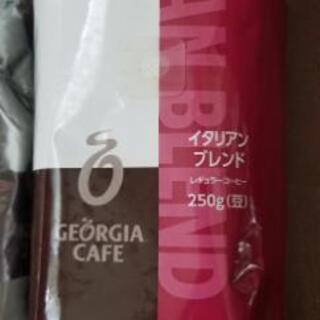 GEÖRGIA
CAFE
AN BLEND
イタリアン
ブレンド
レギュラーコーヒー
250g(豆)